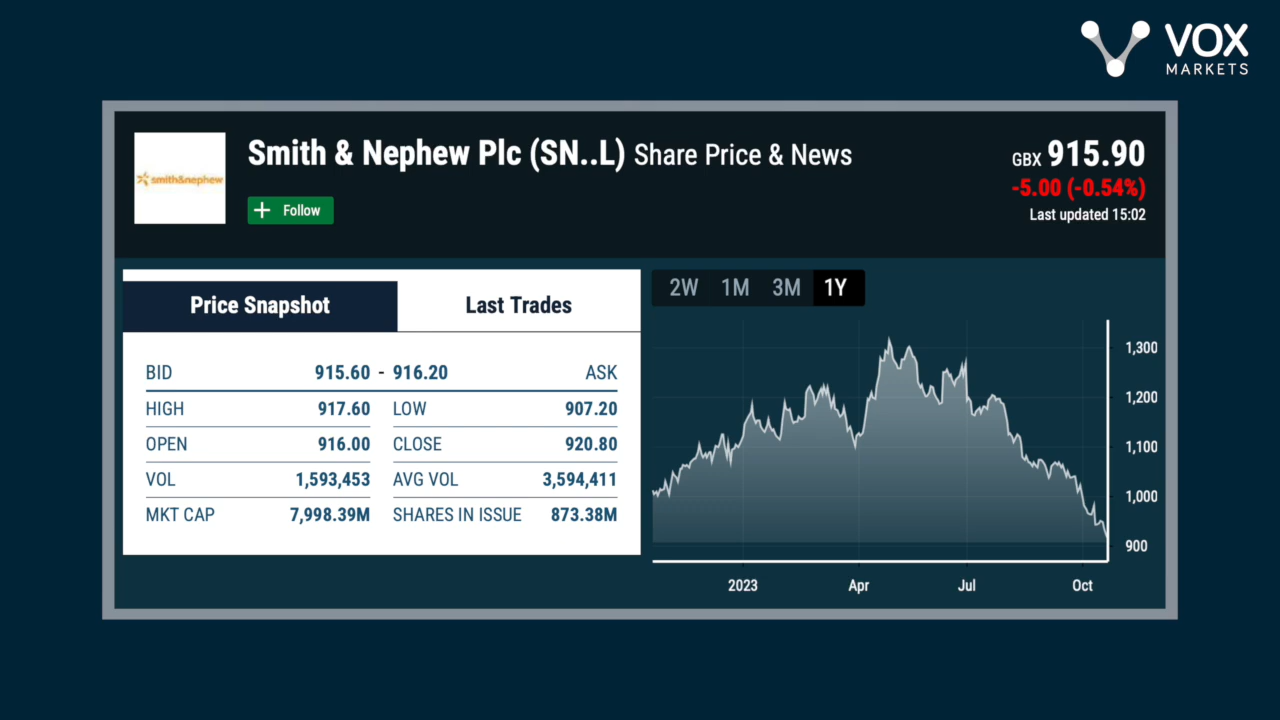 VOX
MARKETS
Smith & Nephew Plc (SN..L) Share Price & News
GBX 915.90
-5.00 (-0.54%)
Last updated 15:02
smith&nephew
+ Follow
Price Snapshot
Last Trades
BID 915.60 - 916.20 ASK
HIGH 917.60 LOW 907.20
OPEN 916.00 CLOSE 920.80
VOL 1,593,453 AVG VOL 3,594,411
MKT CAP 7,998.39M SHARES IN ISSUE 873.38M
2W 1M 3M 1Y
1,300
1,200
1,100
1,000
900
2023 Apr Jul Oct